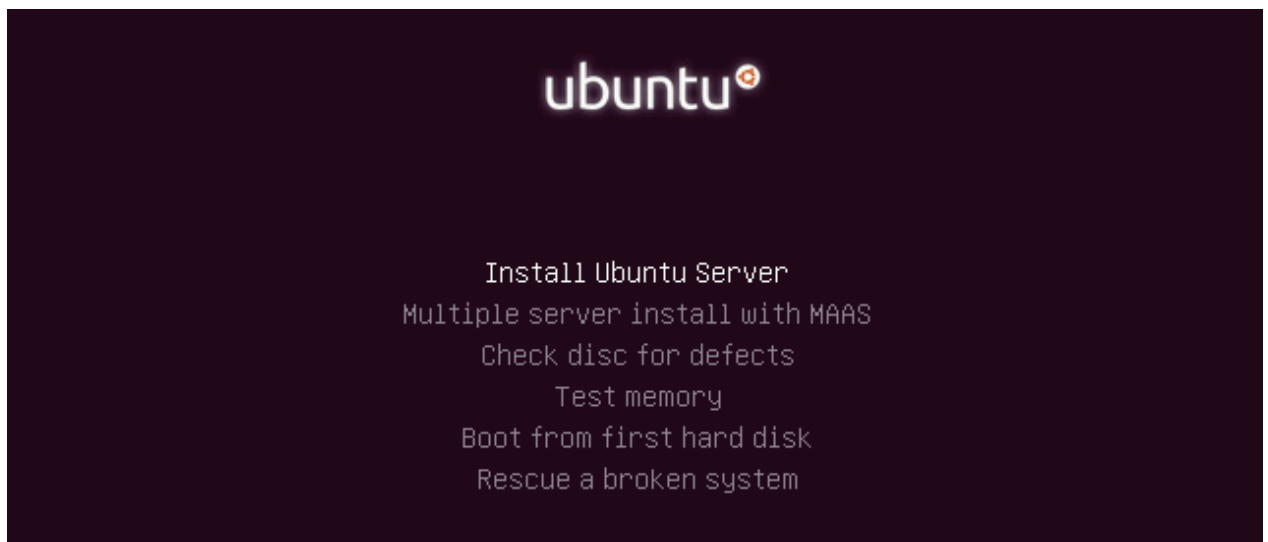 ubuntu
Install Ubuntu Server
Multiple server install with MAAS
Check disc for defects
Test memory
Boot from first hard disk
Rescue a broken system